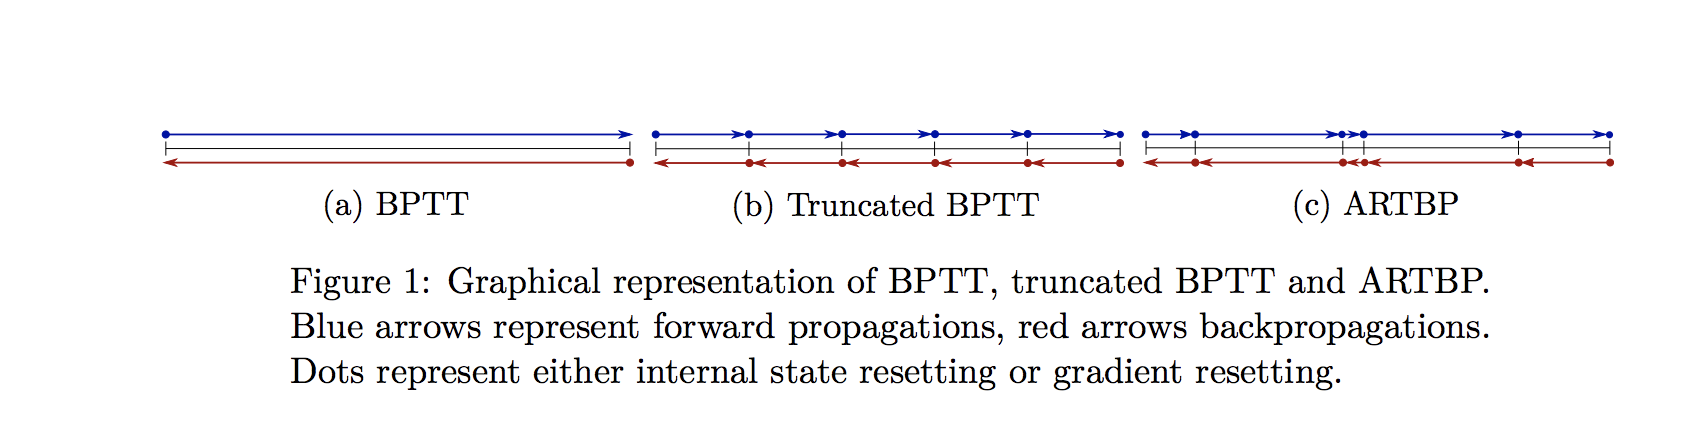 (a) BPTT
(b) Truncated BPTT
(c) ARTBP
Figure 1: Graphical representation of BPTT, truncated BPTT and ARTBP.
Blue arrows represent forward propagations, red arrows backpropagations.
Dots represent either internal state resetting or gradient resetting.